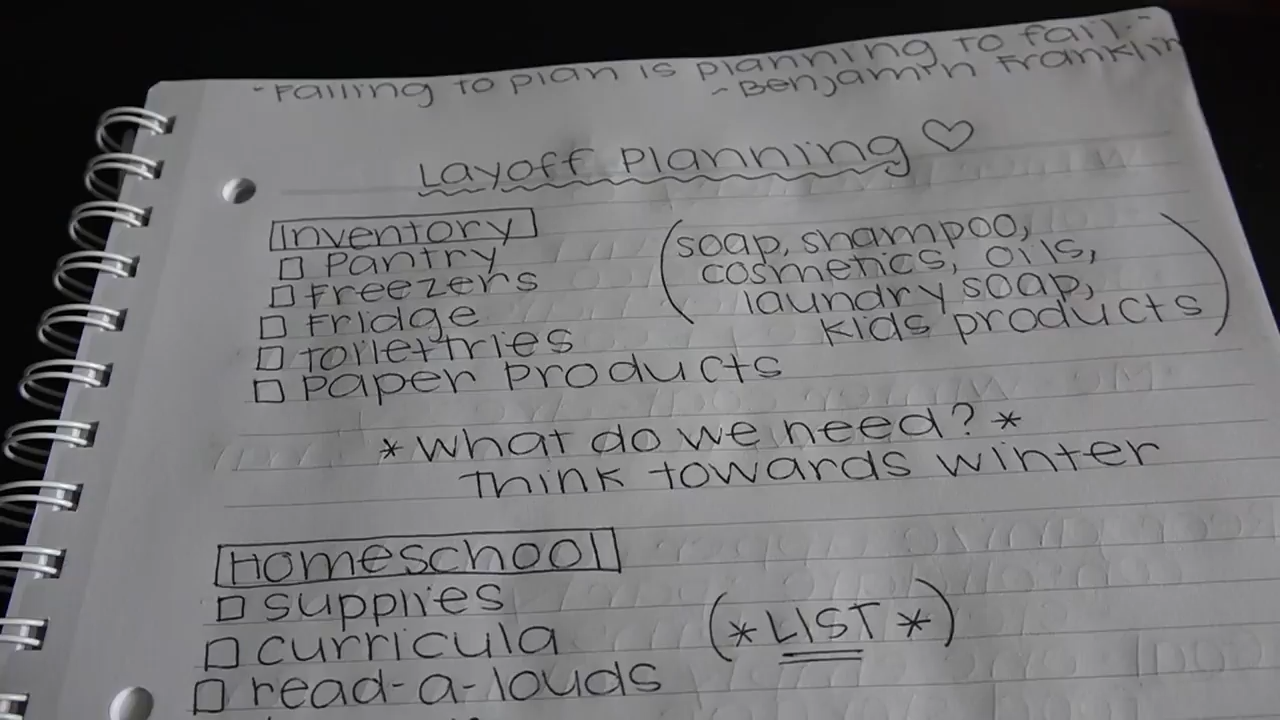 "Failing to plan is planning to fail."
~Benjamin Franklin
Layoff Planning ♡
Inventory
□ Pantry
□ Freezers
□ Fridge
□ toilettries
□ paper products
(soap, shampoo,
cosmetics, oils,
laundry soap,
kids products)
*what do we need?*
Think towards winter
Homeschool
□ supplies
□ curricula
□ read-a-louds
(*LIST*)